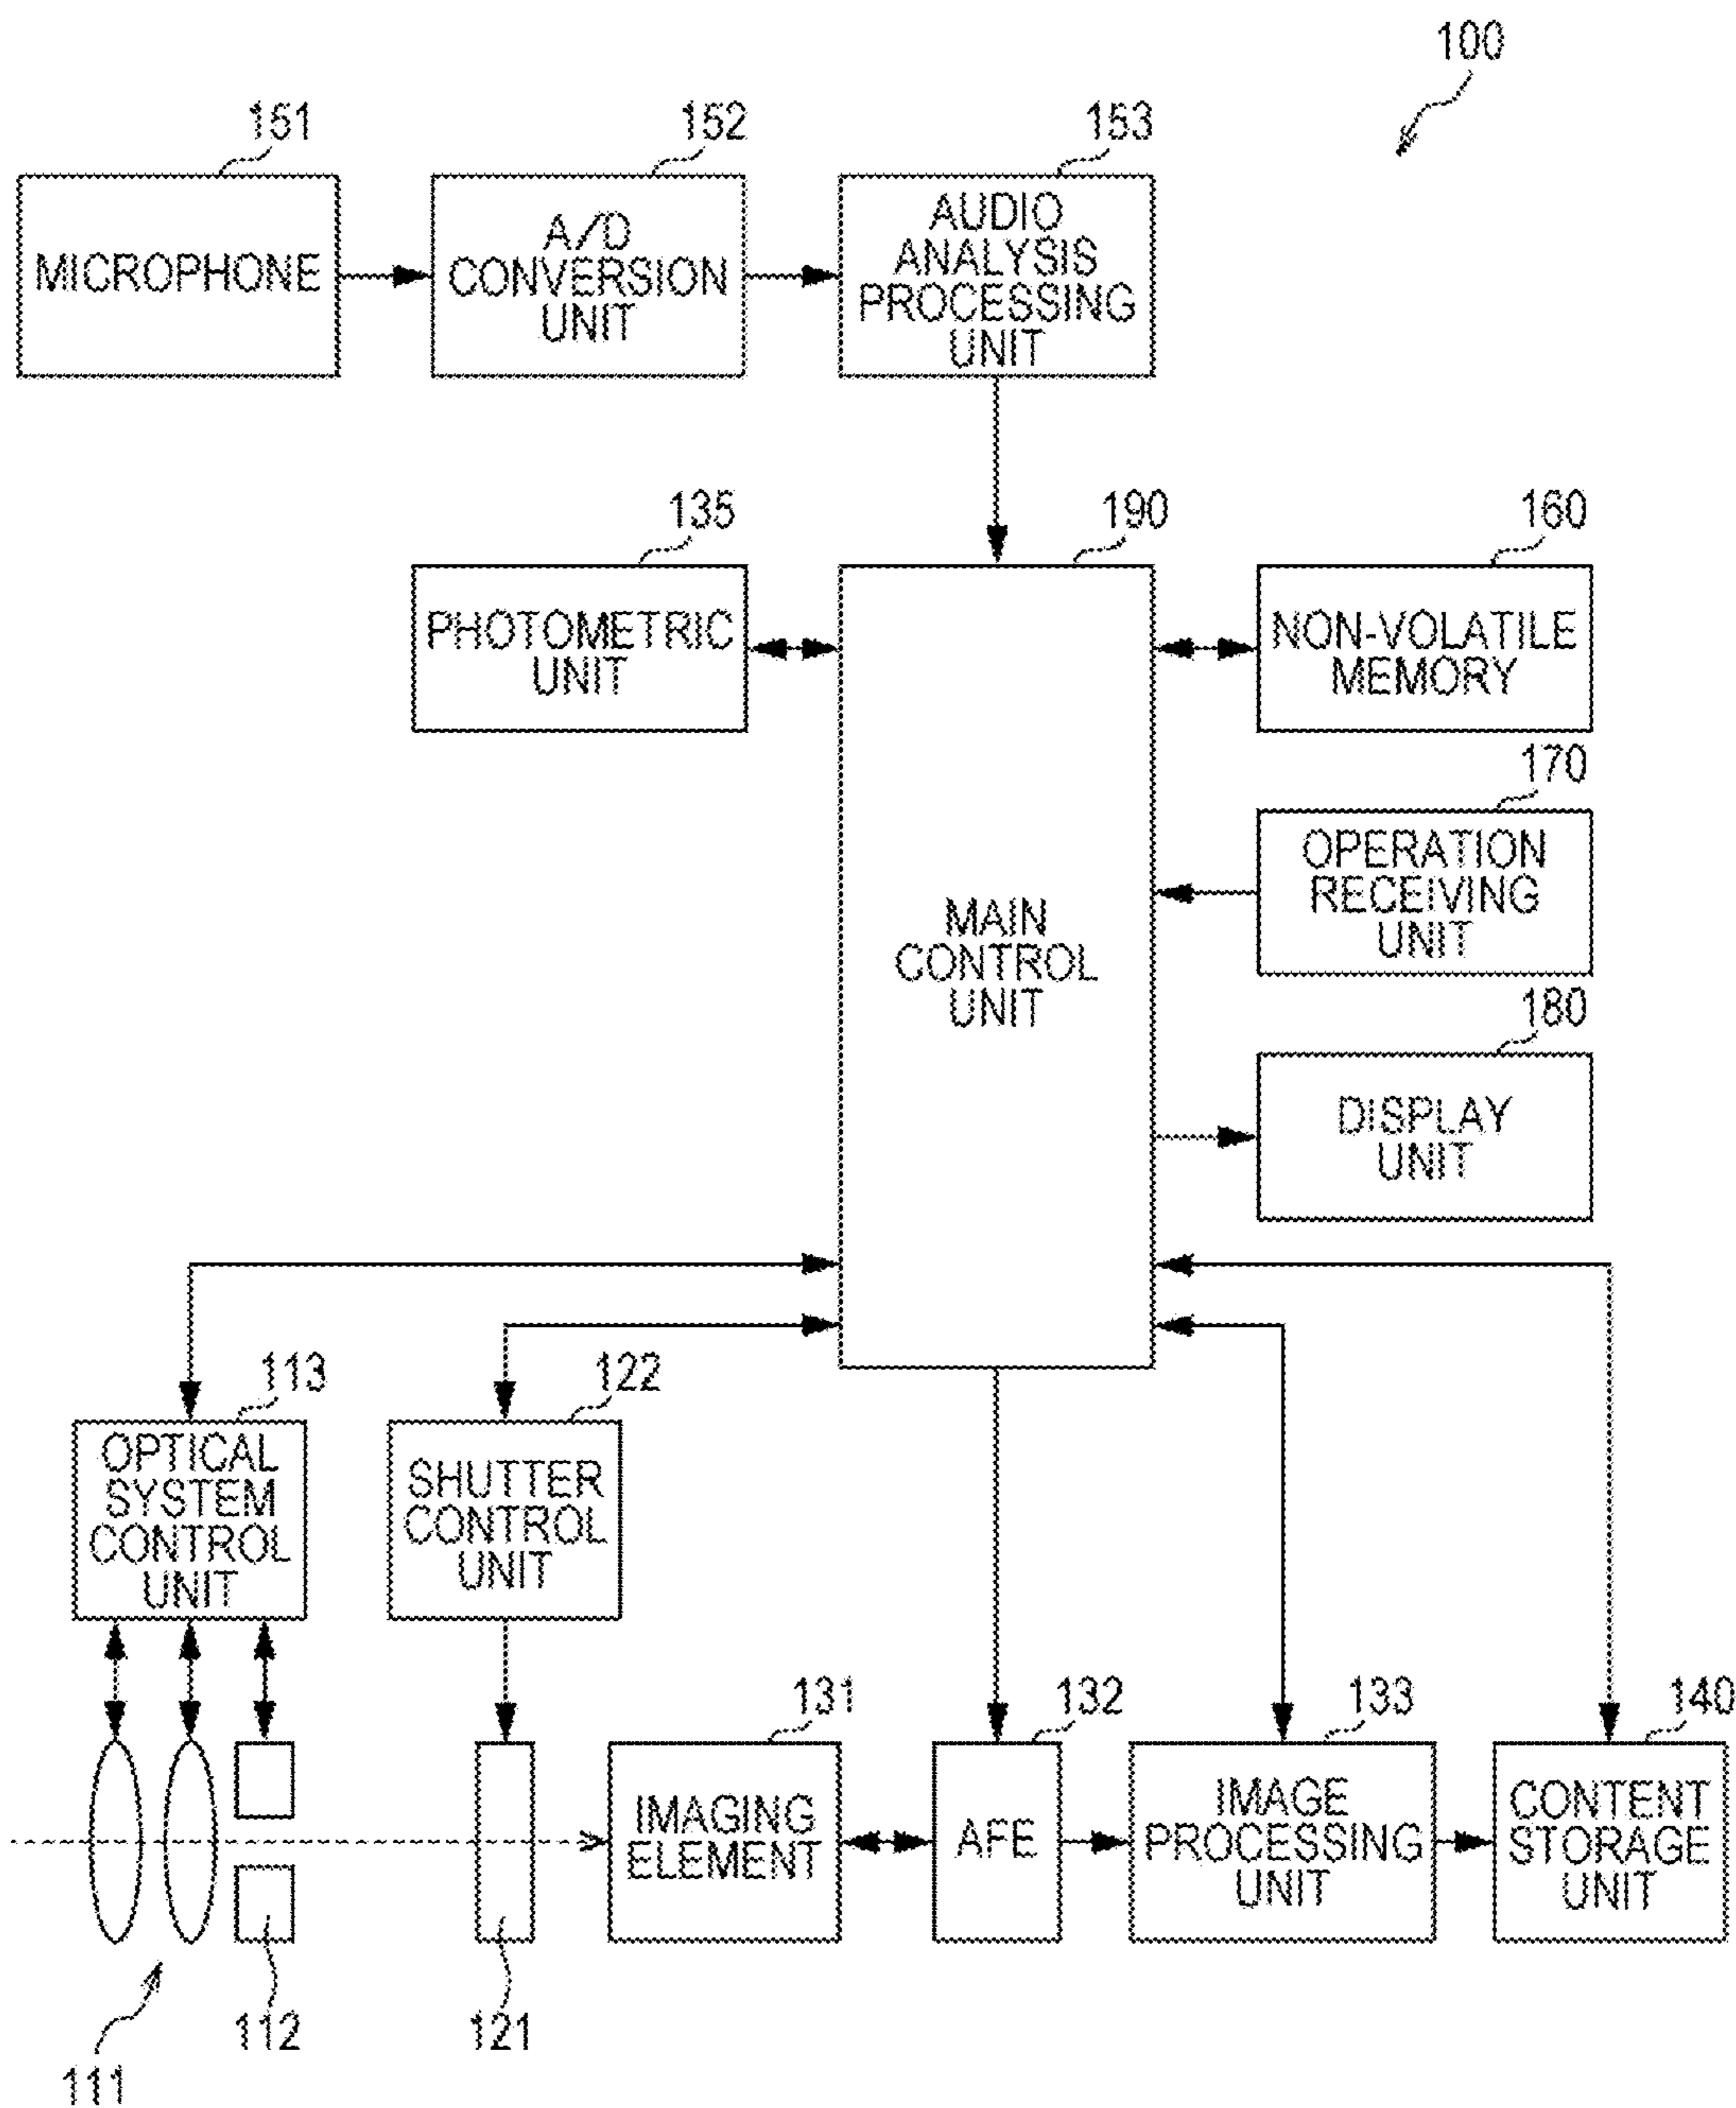 100
151
152
153
MICROPHONE
A/D
CONVERSION
UNIT
AUDIO
ANALYSIS
PROCESSING
UNIT
135
190
160
PHOTOMETRIC
UNIT
NON-VOLATILE
MEMORY
170
OPERATION
RECEIVING
UNIT
MAIN
CONTROL
UNIT
180
DISPLAY
UNIT
113
122
OPTICAL
SYSTEM
CONTROL
UNIT
SHUTTER
CONTROL
UNIT
131
132
133
140
IMAGING
ELEMENT
AFE
IMAGE
PROCESSING
UNIT
CONTENT
STORAGE
UNIT
112
121
111